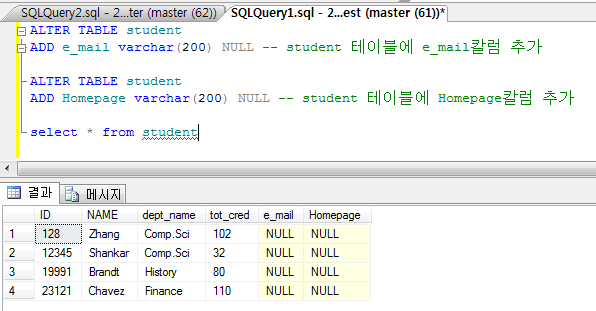 SQLQuery2.sql - 2...ter (master (62)) SQLQuery1.sql - 2...est (master (61))*
ALTER TABLE student
ADD e_mail varchar(200) NULL -- student 테이블에 e_mail칼럼 추가
ALTER TABLE student
ADD Homepage varchar(200) NULL -- student 테이블에 Homepage칼럼 추가
select * from student
결과 메시지
ID NAME dept_name tot_cred e_mail Homepage
1 128 Zhang Comp.Sci 102 NULL NULL
2 12345 Shankar Comp.Sci 32 NULL NULL
3 19991 Brandt History 80 NULL NULL
4 23121 Chavez Finance 110 NULL NULL